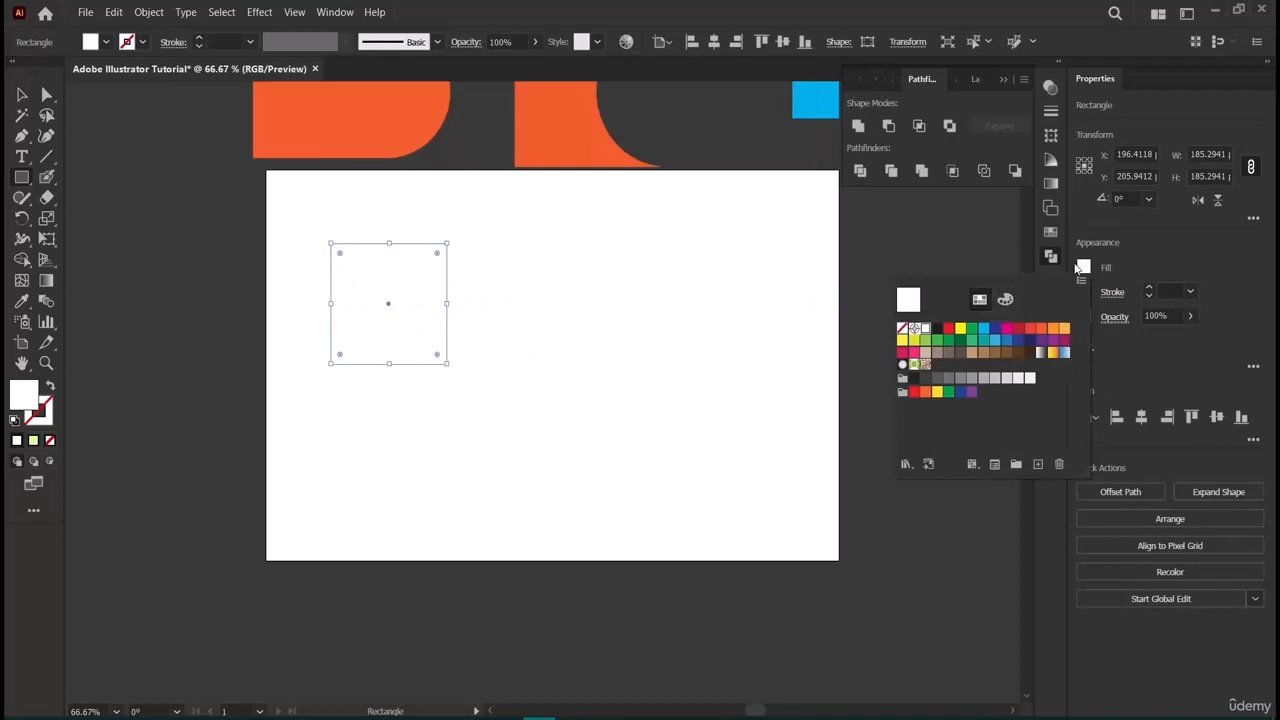 Ai File Edit Object Type Select Effect View Window Help
Rectangle Stroke: Basic Opacity: 100% Style: Shape: Transform
Adobe Illustrator Tutorial* @ 66.67 % (RGB/Preview) ×
Pathfi... La
Properties
Shape Modes:
Rectangle
Expand
Pathfinders:
Transform
X: 196.4118 p W: 185.2941 p
Y: 205.9412 p H: 185.2941 p
0°
Appearance
Fill
Stroke
Opacity 100%
Offset Path Expand Shape
Arrange
Align to Pixel Grid
Recolor
Start Global Edit
66.67% 0° 1 Rectangle
ûdemy